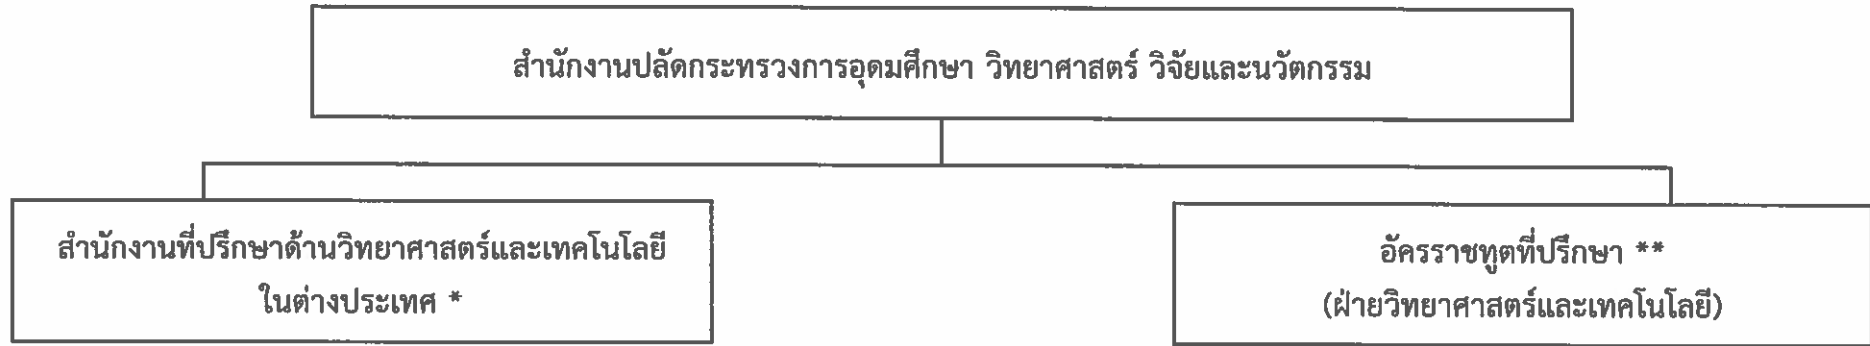 สำนักงานปลัดกระทรวงการอุดมศึกษา วิทยาศาสตร์ วิจัยและนวัตกรรม
สำนักงานที่ปรึกษาด้านวิทยาศาสตร์และเทคโนโลยี
ในต่างประเทศ *
อัครราชทูตที่ปรึกษา **
(ฝ่ายวิทยาศาสตร์และเทคโนโลยี)